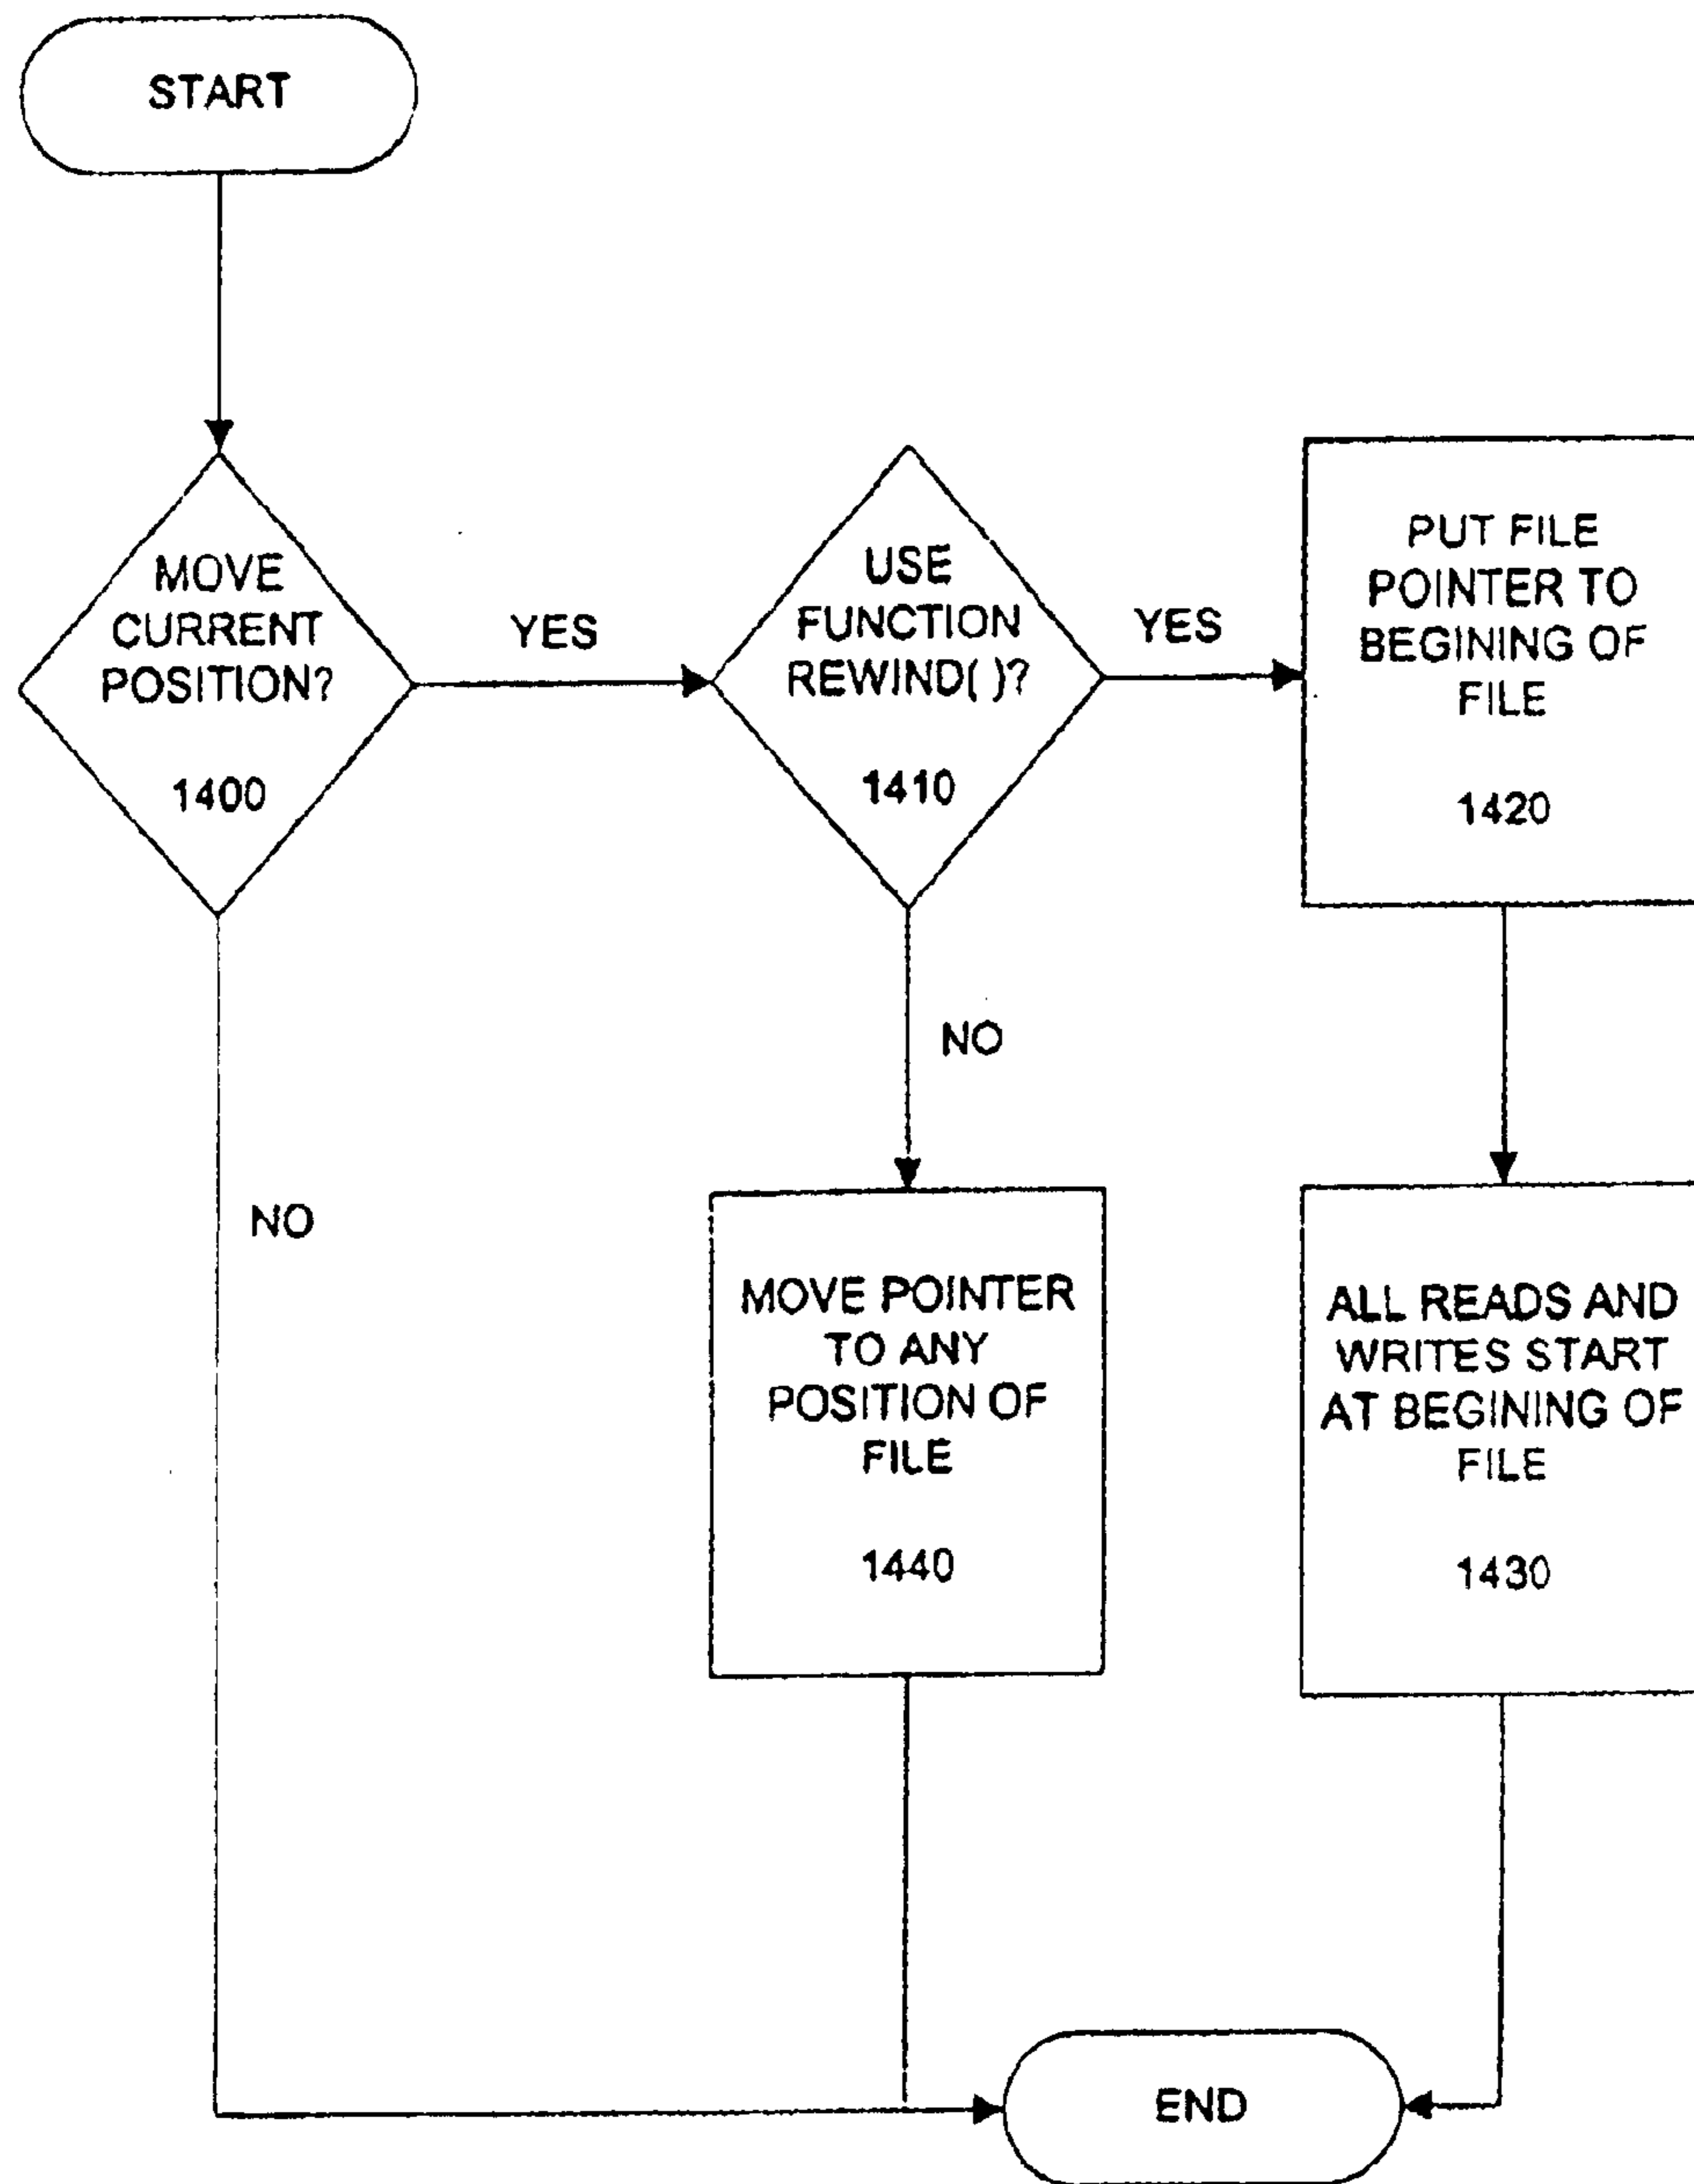 START
MOVE
CURRENT
POSITION?
1400
YES
USE
FUNCTION
REWIND( )?
1410
YES
PUT FILE
POINTER TO
BEGINING OF
FILE
1420
NO
NO
MOVE POINTER
TO ANY
POSITION OF
FILE
1440
ALL READS AND
WRITES START
AT BEGINING OF
FILE
1430
END